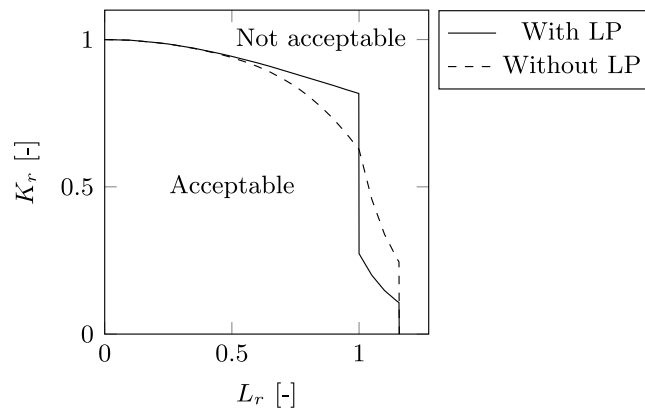 Not acceptable
With LP
Without LP
1
K_r [-]
0.5
Acceptable
0
0
0.5
1
L_r [-]